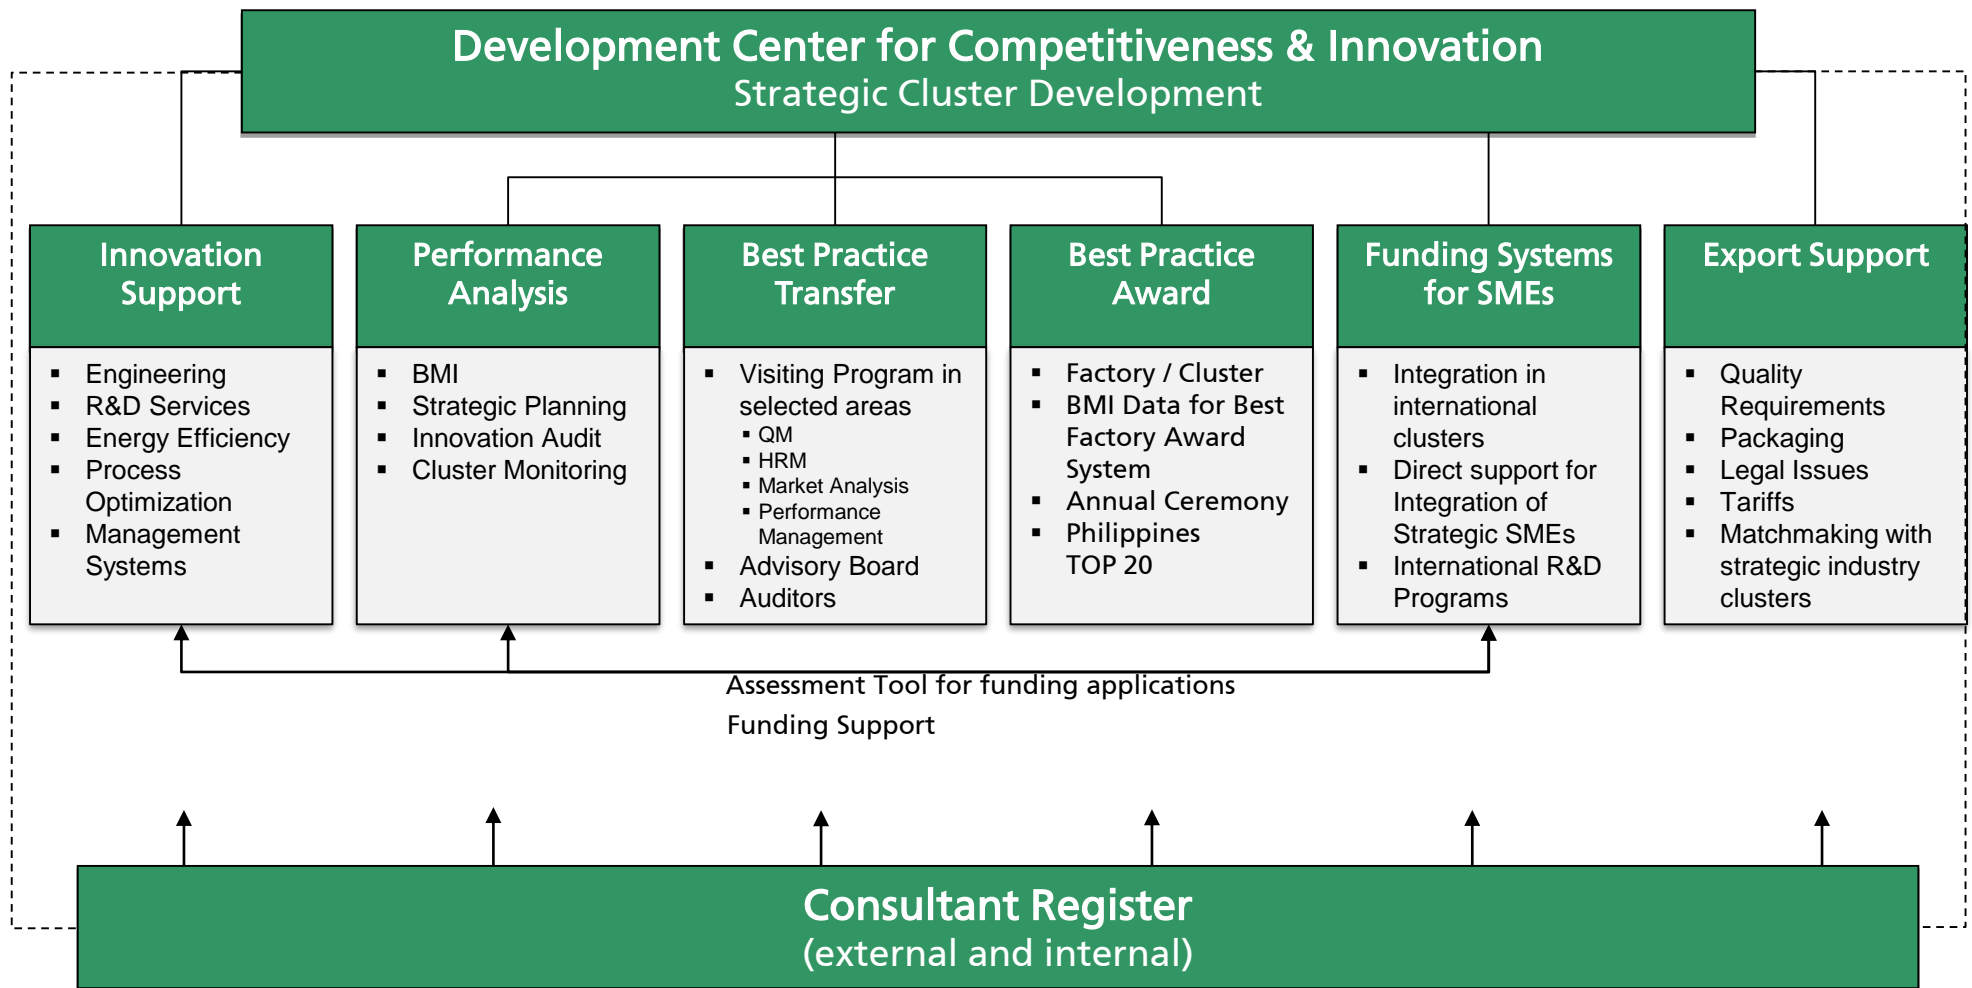 Development Center for Competitiveness & Innovation
Strategic Cluster Development
Innovation
Support
▪ Engineering
▪ R&D Services
▪ Energy Efficiency
▪ Process
Optimization
▪ Management
Systems
Performance
Analysis
▪ BMI
▪ Strategic Planning
▪ Innovation Audit
▪ Cluster Monitoring
Best Practice
Transfer
▪ Visiting Program in
selected areas
▪ QM
▪ HRM
▪ Market Analysis
▪ Performance
Management
▪ Advisory Board
▪ Auditors
Best Practice
Award
▪ Factory / Cluster
▪ BMI Data for Best
Factory Award
System
▪ Annual Ceremony
▪ Philippines
TOP 20
Funding Systems
for SMEs
▪ Integration in
international
clusters
▪ Direct support for
Integration of
Strategic SMEs
▪ International R&D
Programs
Export Support
▪ Quality
Requirements
▪ Packaging
▪ Legal Issues
▪ Tariffs
▪ Matchmaking with
strategic industry
clusters
Assessment Tool for funding applications
Funding Support
Consultant Register
(external and internal)